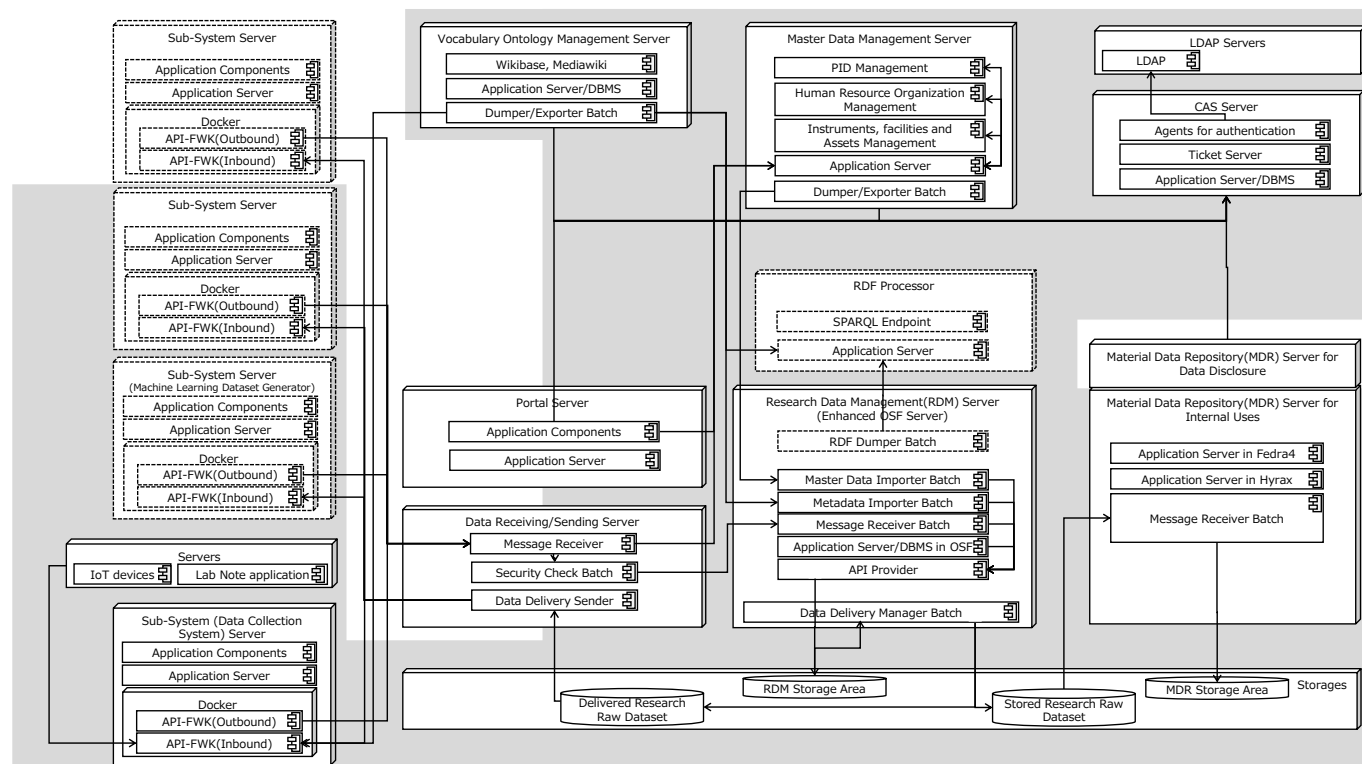 Sub-System Server
Application Components
Application Server
Docker
API-FWK(Outbound)
API-FWK(Inbound)
Sub-System Server
Application Components
Application Server
Docker
API-FWK(Outbound)
API-FWK(Inbound)
Sub-System Server
(Machine Learning Dataset Generator)
Application Components
Application Server
Docker
API-FWK(Outbound)
API-FWK(Inbound)
Servers
IoT devices
Lab Note application
Sub-System (Data Collection
System) Server
Application Components
Application Server
Docker
API-FWK(Outbound)
API-FWK(Inbound)
Vocabulary Ontology Management Server
Wikibase, Mediawiki
Application Server/DBMS
Dumper/Exporter Batch
Portal Server
Application Components
Application Server
Data Receiving/Sending Server
Message Receiver
Security Check Batch
Data Delivery Sender
Master Data Management Server
PID Management
Human Resource Organization
Management
Instruments, facilities and
Assets Management
Application Server
Dumper/Exporter Batch
RDF Processor
SPARQL Endpoint
Application Server
Research Data Management(RDM) Server
(Enhanced OSF Server)
RDF Dumper Batch
Master Data Importer Batch
Metadata Importer Batch
Message Receiver Batch
Application Server/DBMS in OSF
API Provider
Data Delivery Manager Batch
LDAP Servers
LDAP
CAS Server
Agents for authentication
Ticket Server
Application Server/DBMS
Material Data Repository(MDR) Server for
Data Disclosure
Material Data Repository(MDR) Server for
Internal Uses
Application Server in Fedra4
Application Server in Hyrax
Message Receiver Batch
Storages
RDM Storage Area
MDR Storage Area
Delivered Research
Raw Dataset
Stored Research Raw
Dataset